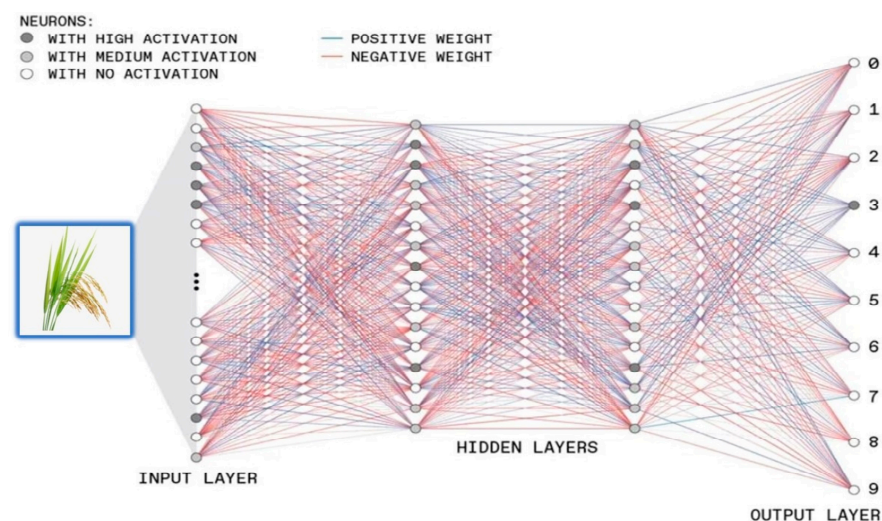 NEURONS:
WITH HIGH ACTIVATION
WITH MEDIUM ACTIVATION
WITH NO ACTIVATION
POSITIVE WEIGHT
NEGATIVE WEIGHT
0
1
2
3
4
5
6
7
8
9
HIDDEN LAYERS
INPUT LAYER
OUTPUT LAYER